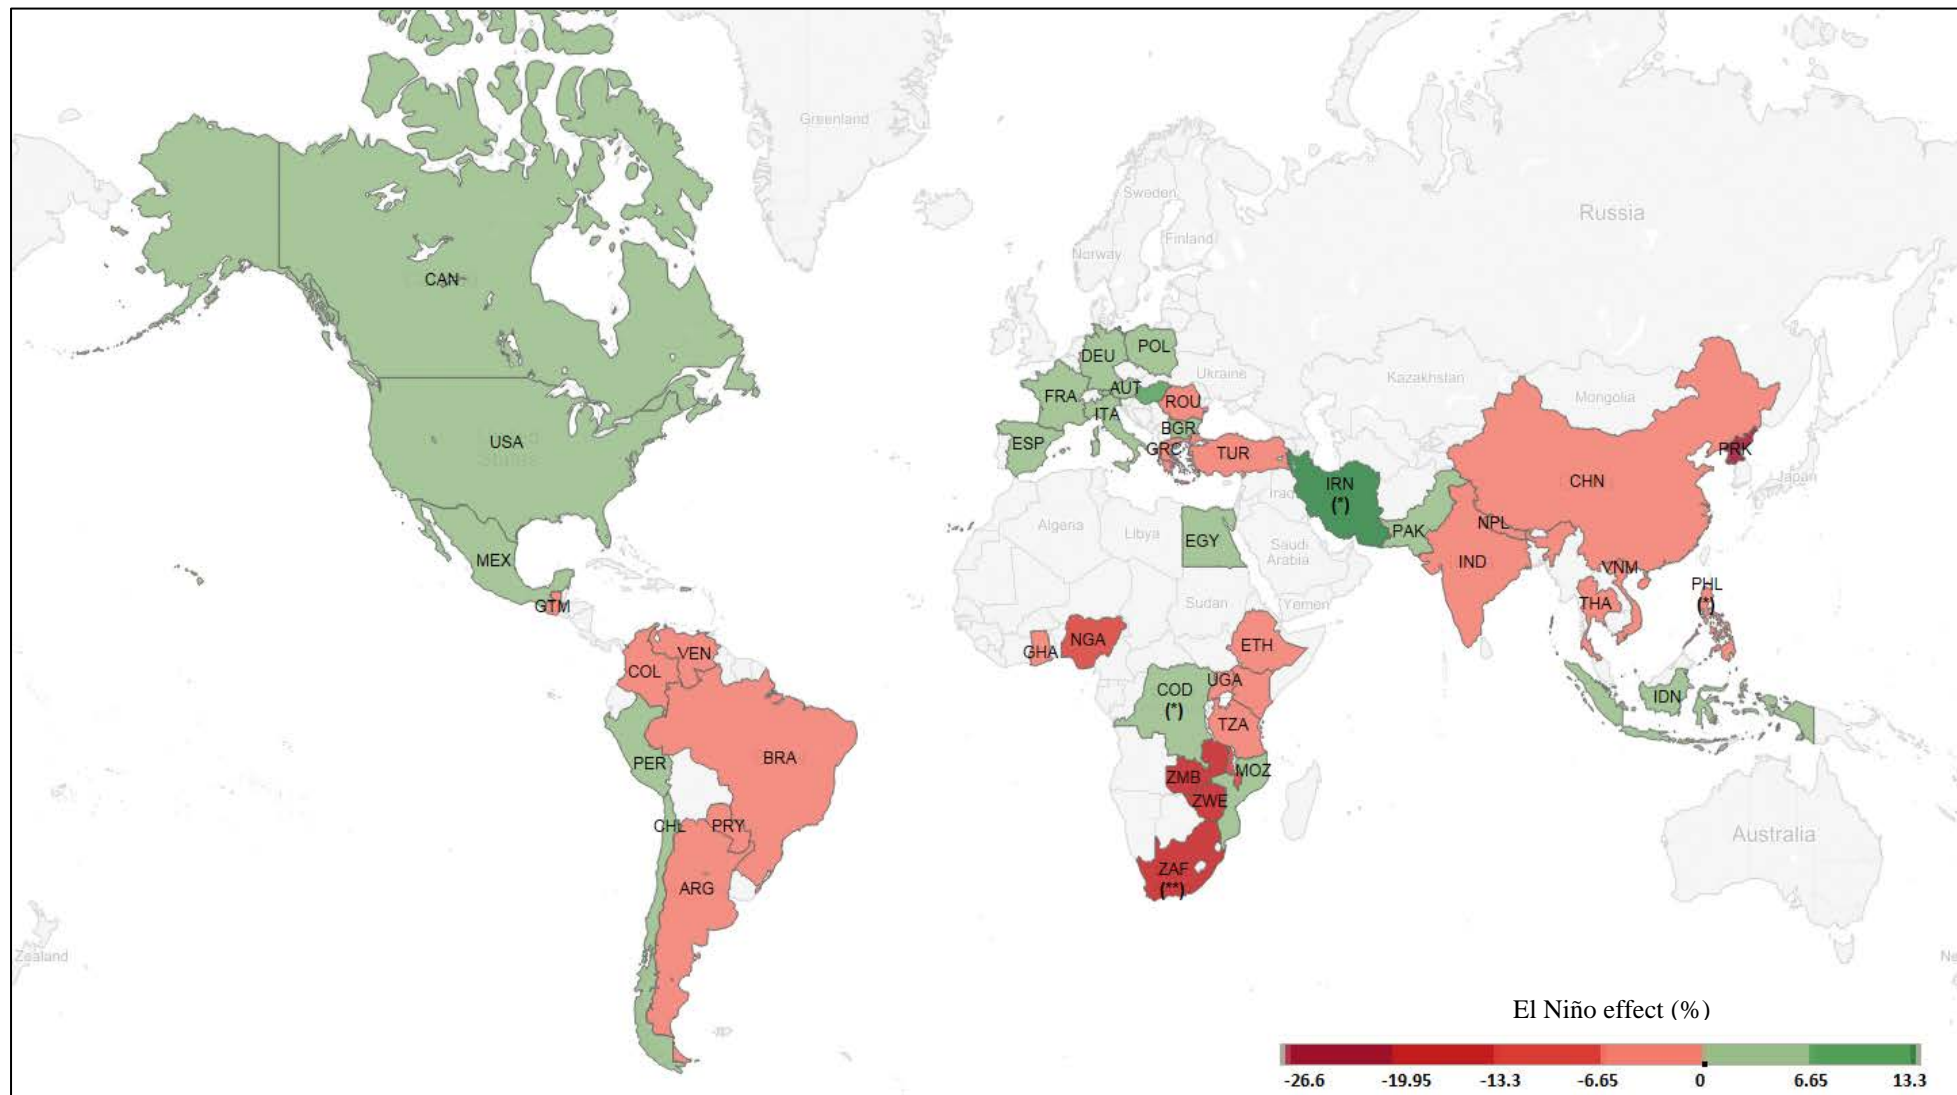 Greenland
Sweden
Russia
Finland
Norway
CAN
POL
DEU
Ukraine
Kazakhstan
Mongolia
AUT
FRA
ROU
ITA
BGR
ESP
USA
GRC
TUR
PRK
Japan
CHN
IRN
(*)
Iraq
Algeria
Libya
EGY
Saudi
Arabia
PAK
NPL
IND
MEX
VNM
PHL
(*)
THA
GTM
Sudan
Yemen
NGA
GHA
ETH
VEN
COL
UGA
COD
(*)
IDN
TZA
BRA
PER
MOZ
ZMB
ZWE
CHL
PRY
Australia
ZAF
(**)
ARG
Zealand
Ne
El Niño effect (%)
-26.6 -19.95 -13.3 -6.65 0 6.65 13.3